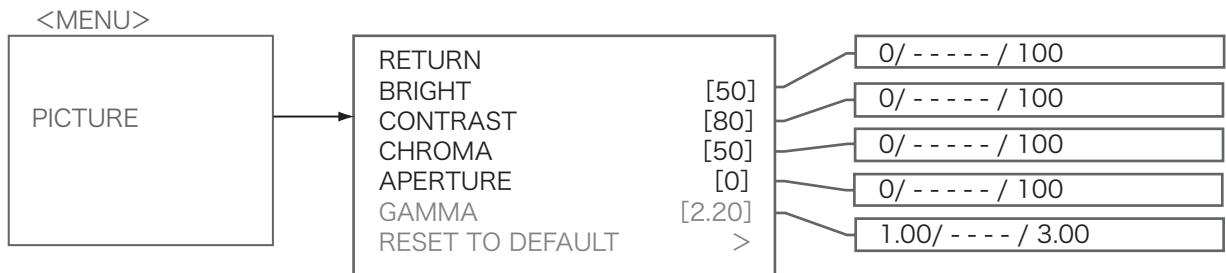 <MENU>
PICTURE
RETURN
BRIGHT [50]
CONTRAST [80]
CHROMA [50]
APERTURE [0]
GAMMA [2.20]
RESET TO DEFAULT >
0/ - - - - - / 100
0/ - - - - - / 100
0/ - - - - - / 100
0/ - - - - - / 100
1.00/ - - - - / 3.00